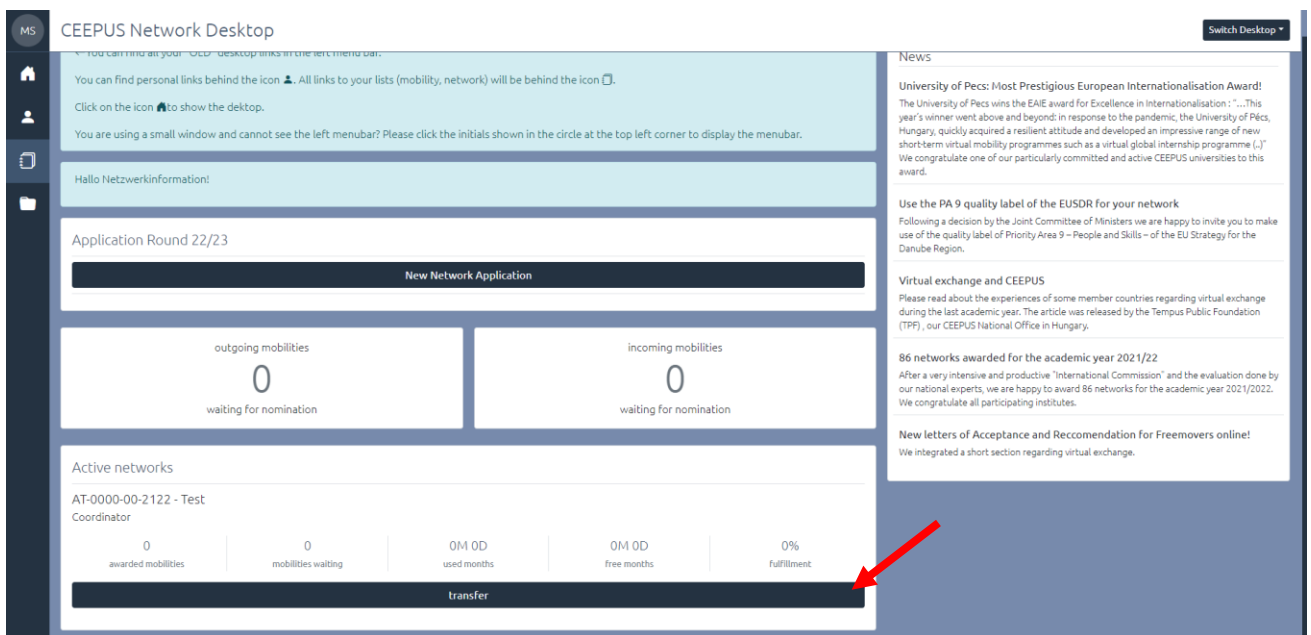 MS
CEEPUS Network Desktop
Switch Desktop
<- You can find all your "OLD" desktop links in the left menu bar.
You can find personal links behind the icon . All links to your lists (mobility, network) will be behind the icon .
Click on the icon to show the dektop.
You are using a small window and cannot see the left menubar? Please click the initials shown in the circle at the top left corner to display the menubar.
Hallo Netzwerkinformation!
Application Round 22/23
New Network Application
outgoing mobilities
0
waiting for nomination
incoming mobilities
0
waiting for nomination
Active networks
AT-0000-00-2122 - Test
Coordinator
0 0 0M 0D 0M 0D 0%
awarded mobilities mobilities waiting used months free months fulfillment
transfer
News
University of Pecs: Most Prestigious European Internationalisation Award!
The University of Pecs wins the EAIE award for Excellence in Internationalisation : "...This
year's winner went above and beyond: in response to the pandemic, the University of Pécs,
Hungary, quickly acquired a resilient attitude and developed an impressive range of new
short-term virtual mobility programmes such as a virtual global internship programme (..)"
We congratulate one of our particularly committed and active CEEPUS universities to this
award.
Use the PA 9 quality label of the EUSDR for your network
Following a decision by the Joint Committee of Ministers we are happy to invite you to make
use of the quality label of Priority Area 9 – People and Skills – of the EU Strategy for the
Danube Region.
Virtual exchange and CEEPUS
Please read about the experiences of some member countries regarding virtual exchange
during the last academic year. The article was released by the Tempus Public Foundation
(TPF) , our CEEPUS National Office in Hungary.
86 networks awarded for the academic year 2021/22
After a very intensive and productive "International Commission" and the evaluation done by
our national experts, we are happy to award 86 networks for the academic year 2021/2022.
We congratulate all participating institutes.
New letters of Acceptance and Reccomendation for Freemovers online!
We integrated a short section regarding virtual exchange.